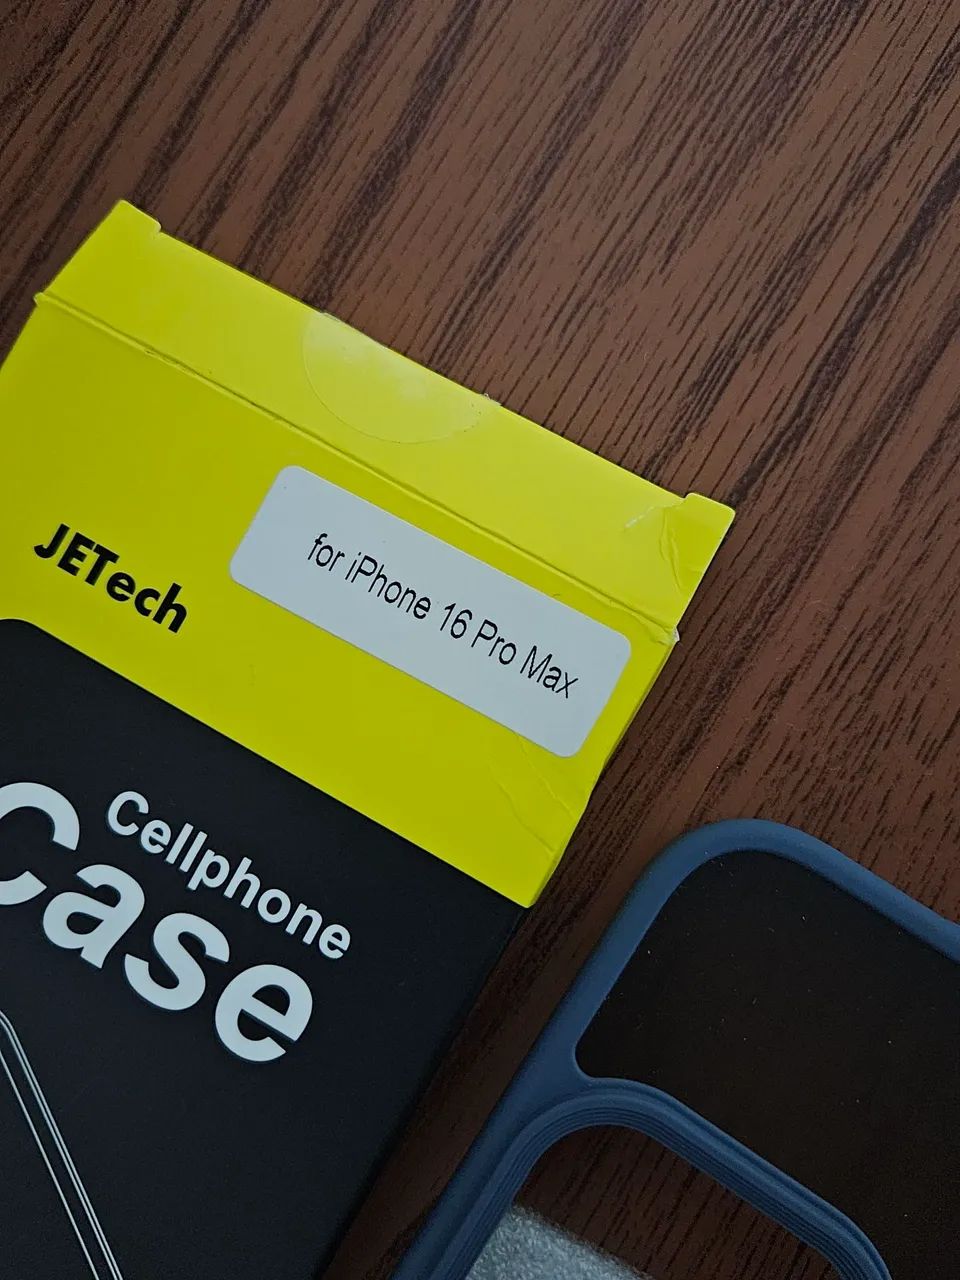 JETech
for iPhone 16 Pro Max
Cellphone
Case